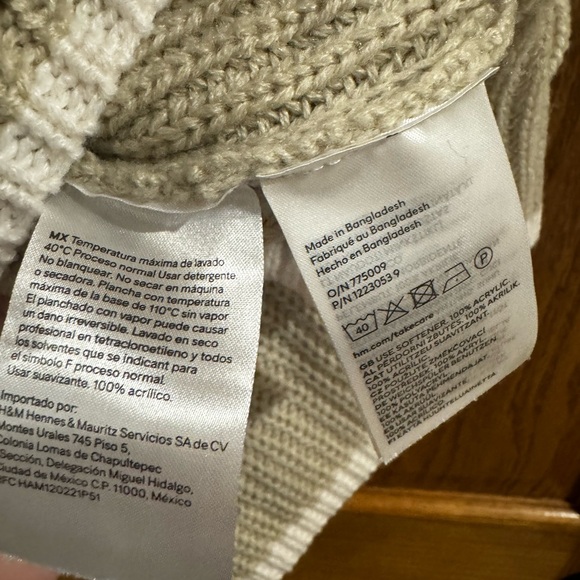 MX Temperatura máxima de lavado
40°C Proceso normal Usar detergente.
No blanquear. No secar en máquina
o secadora. Plancha con temperatura
máxima de la base de 110°C sin vapor
El planchado con vapor puede causar
un dano irreversible. Lavado en seco
profesional en tetracloroetileno y todos
los solventes que se indican para
el símbolo F proceso normal.
Usar suavizante. 100% acrílico.
Importado por:
H&M Hennes & Mauritz Servicios SA de CV
Montes Urales 745 Piso 5,
Colonia Lomas de Chapultepec
Sección, Delegación Miguel Hidalgo,
Ciudad de México C.P. 11000, México
RFC HAM120221P51
Made in Bangladesh
Fabriqué au Bangladesh
Hecho en Bangladesh
O/N 775009
P/N 1223053.9
40 P
hm.com/takecare
GB USE SOFTENER. 100% ACRYLIC